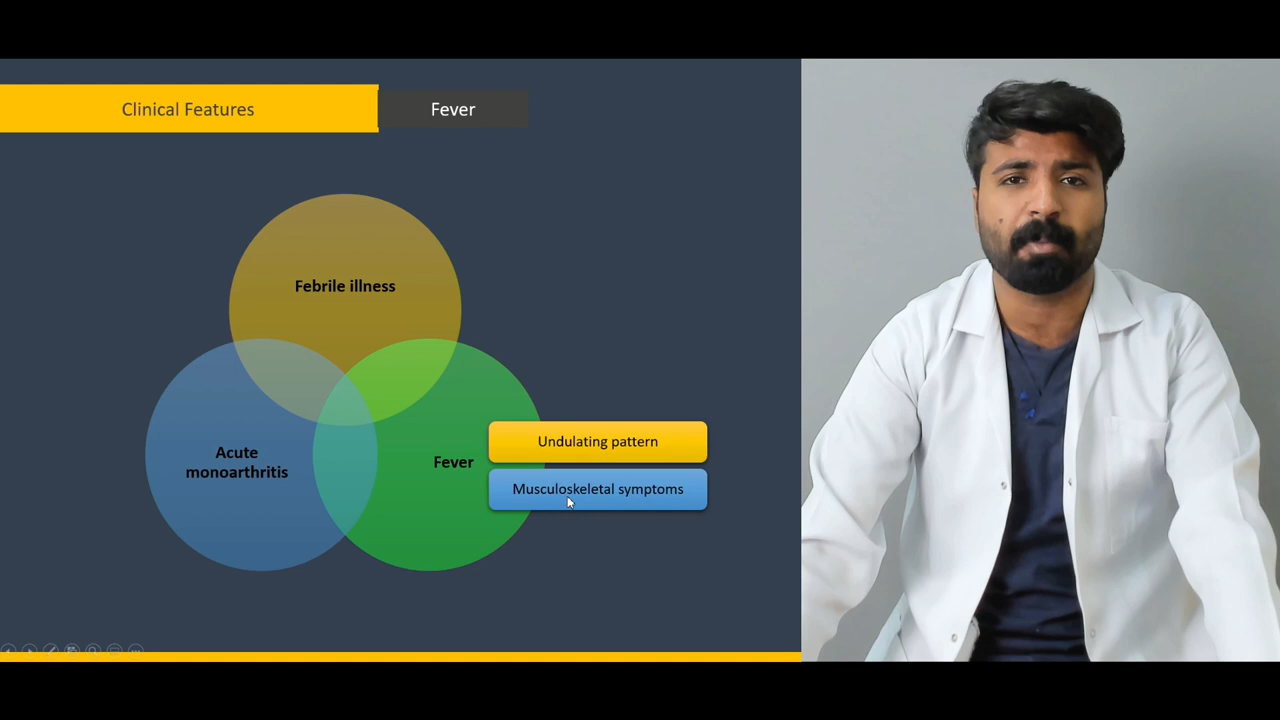 Clinical Features
Fever
Febrile illness
Acute
monoarthritis
Fever
Undulating pattern
Musculoskeletal symptoms